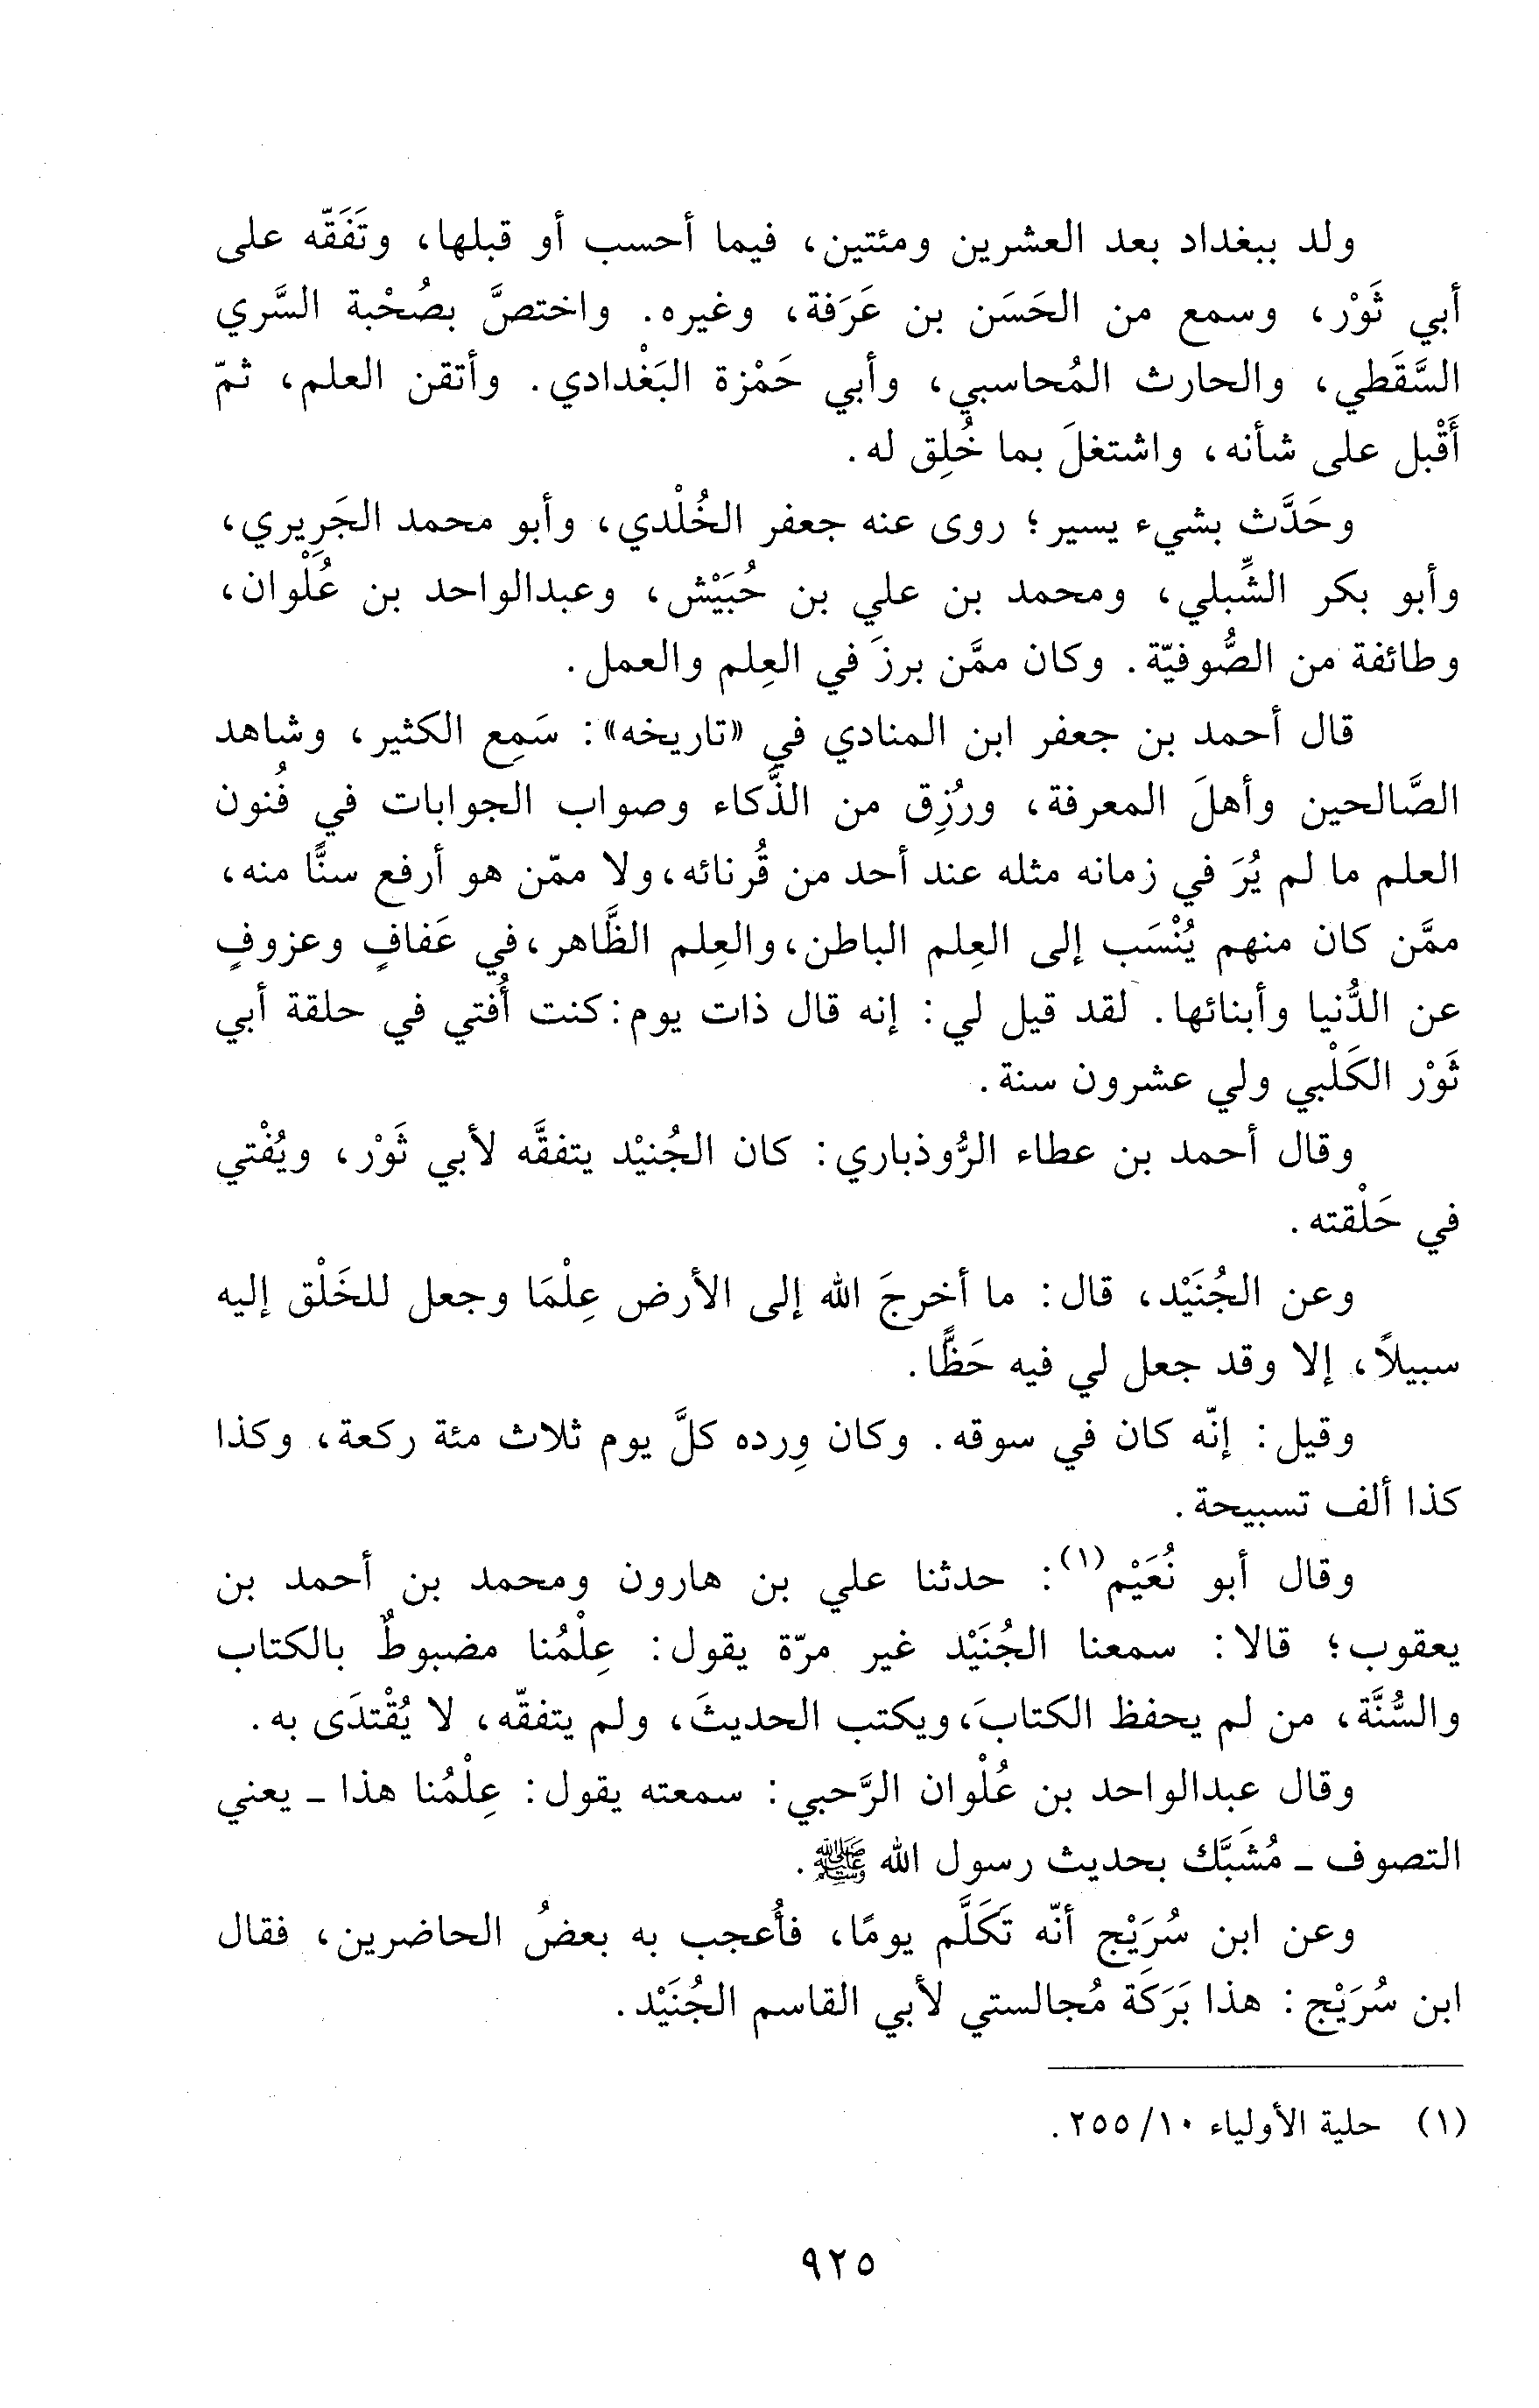 ولد ببغداد بعد العشرين ومئتين، فيما أحسب أو قبلها، وتَفَقّه على
أبي ثَوْر، وسمع من الحَسَن بن عَرَفة، وغيره. واختصَّ بصُحْبة السَّري
السَّقَطي، والحارث المُحاسبي، وأبي حَمْزة البَغْدادي. وأتقن العلم، ثمّ
أَقْبل على شأنه، واشتغلَ بما خُلِق له.
وحَدَّث بشيء يسير؛ روى عنه جعفر الخُلْدي، وأبو محمد الجَرِيري،
وأبو بكر الشِّبلي، ومحمد بن علي بن حُبَيْش، وعبدالواحد بن عُلْوان،
وطائفة من الصُّوفيّة. وكان ممَّن برزَ في العِلم والعمل.
قال أحمد بن جعفر ابن المنادي في «تاريخه»: سَمِع الكثير، وشاهد
الصَّالحين وأهلَ المعرفة، ورُزِق من الذَّكاء وصواب الجوابات في فُنون
العلم ما لم يُرَ في زمانه مثله عند أحد من قُرنائه، ولا ممّن هو أرفع سنًّا منه،
ممَّن كان منهم يُنْسَب إلى العِلم الباطن، والعِلم الظَّاهر، في عَفافٍ وعزوفٍ
عن الدُّنيا وأبنائها. لقد قيل لي: إنه قال ذات يوم: كنت أُفتي في حلقة أبي
ثَوْر الكَلْبي ولي عشرون سنة.
وقال أحمد بن عطاء الرُّوذباري: كان الجُنيْد يتفقَّه لأبي ثَوْر، ويُفْتي
في حَلْقته.
وعن الجُنَيْد، قال: ما أخرجَ الله إلى الأرض عِلْمَا وجعل للخَلْق إليه
سبيلاً، إلا وقد جعل لي فيه حَظًّا.
وقيل: إنّه كان في سوقه. وكان وِرده كلَّ يوم ثلاث مئة ركعة، وكذا
كذا ألف تسبيحة.
وقال أبو نُعَيْم(١): حدثنا علي بن هارون ومحمد بن أحمد بن
يعقوب؛ قالا: سمعنا الجُنَيْد غير مرّة يقول: عِلْمُنا مضبوطٌ بالكتاب
والسُّنَّة، من لم يحفظ الكتابَ، ويكتب الحديثَ، ولم يتفقّه، لا يُقْتدَى به.
وقال عبدالواحد بن عُلْوان الرَّحبي: سمعته يقول: عِلْمُنا هذا ـ يعني
التصوف ـ مُشَبَّك بحديث رسول الله ﷺ.
وعن ابن سُرَيْج أنّه تَكَلَّم يومًا، فأُعجب به بعضُ الحاضرين، فقال
ابن سُرَيْج: هذا بَرَكَة مُجالستي لأبي القاسم الجُنَيْد.
(١) حلية الأولياء ١٠/ ٢٥٥.
٩٢٥